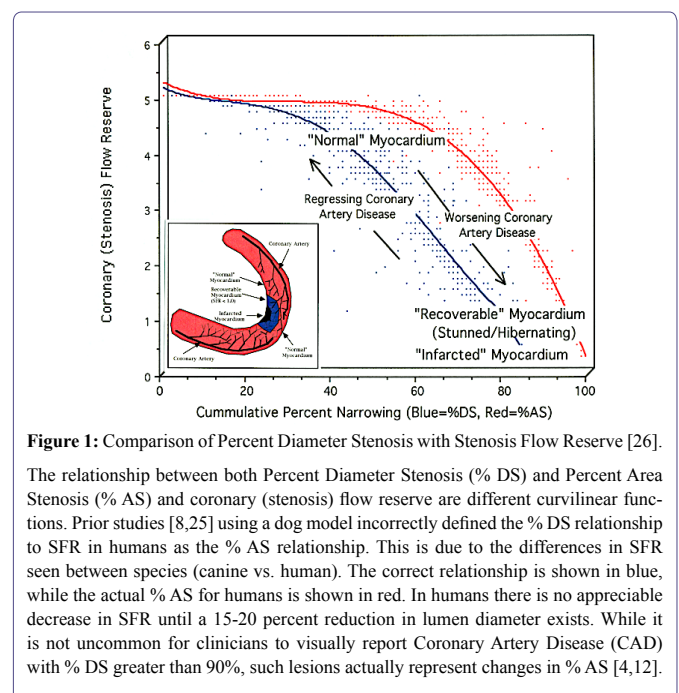 6
5
4
3
2
1
0
Coronary (Stenosis) Flow Reserve
"Normal" Myocardium
Regressing Coronary
Artery Disease
Worsening Coronary
Artery Disease
"Recoverable" Myocardium
(Stunned/Hibernating)
"Infarcted" Myocardium
Coronary Artery
"Normal"
Myocardium
Recoverable
Myocardium
Infarcted
Myocardium
"Normal"
Myocardium
Coronary Artery
0 20 40 60 80 100
Cummulative Percent Narrowing (Blue=%DS, Red=%AS)
Figure 1: Comparison of Percent Diameter Stenosis with Stenosis Flow Reserve [26].
The relationship between both Percent Diameter Stenosis (% DS) and Percent Area
Stenosis (% AS) and coronary (stenosis) flow reserve are different curvilinear func-
tions. Prior studies [8,25] using a dog model incorrectly defined the % DS relationship
to SFR in humans as the % AS relationship. This is due to the differences in SFR
seen between species (canine vs. human). The correct relationship is shown in blue,
while the actual % AS for humans is shown in red. In humans there is no appreciable
decrease in SFR until a 15-20 percent reduction in lumen diameter exists. While it
is not uncommon for clinicians to visually report Coronary Artery Disease (CAD)
with % DS greater than 90%, such lesions actually represent changes in % AS [4,12].